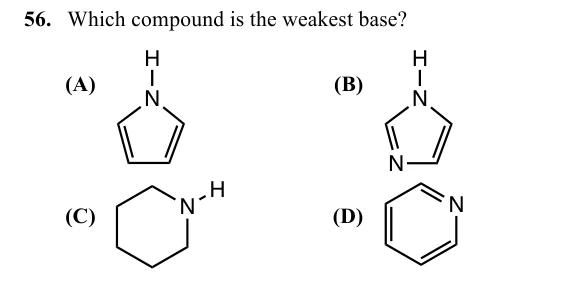 56. Which compound is the weakest base?
H H
(A) (B)
N N
N
H
(C) N (D) N